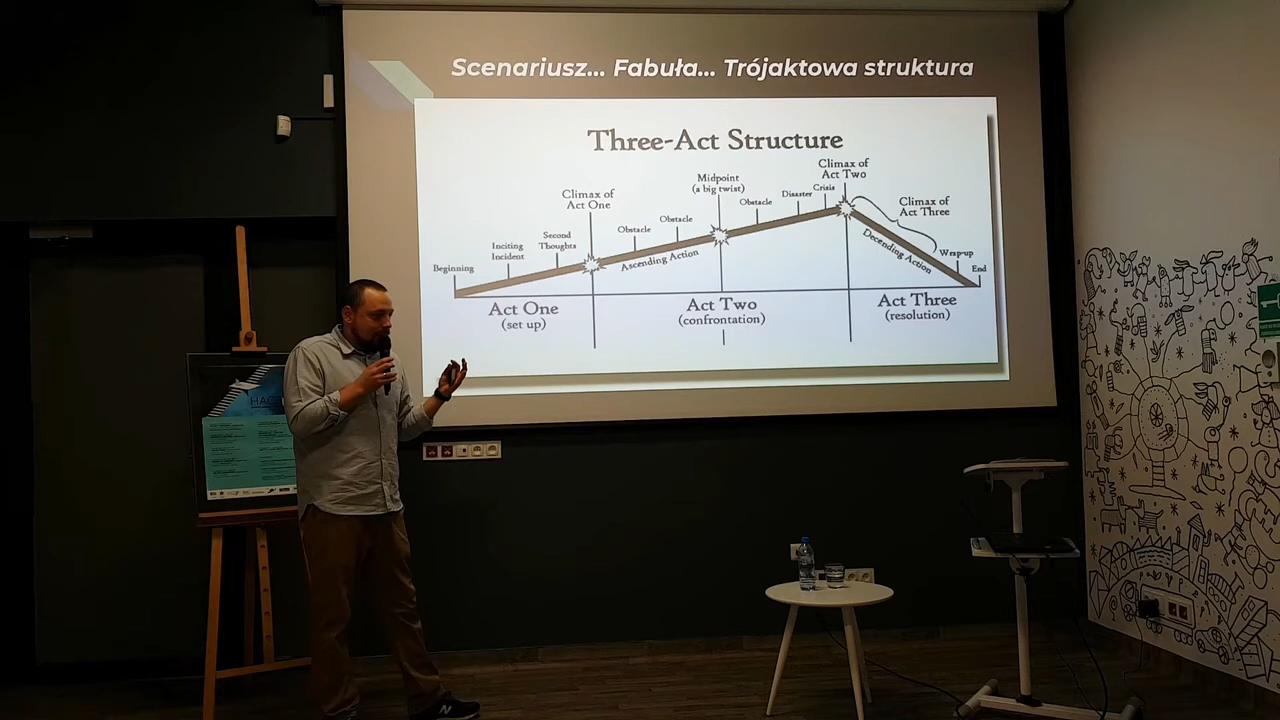 Scenariusz... Fabuła... Trójaktowa struktura
Three-Act Structure
Climax of
Act Two
Midpoint
(a big twist)
Climax of
Act One
Disaster
Crisis
Obstacle
Obstacle
Obstacle
Climax of
Act Three
Second
Thoughts
Inciting
Incident
Beginning
Ascending Action
Decending Action
Wrap-up
End
Act One
(set up)
Act Two
(confrontation)
Act Three
(resolution)
N